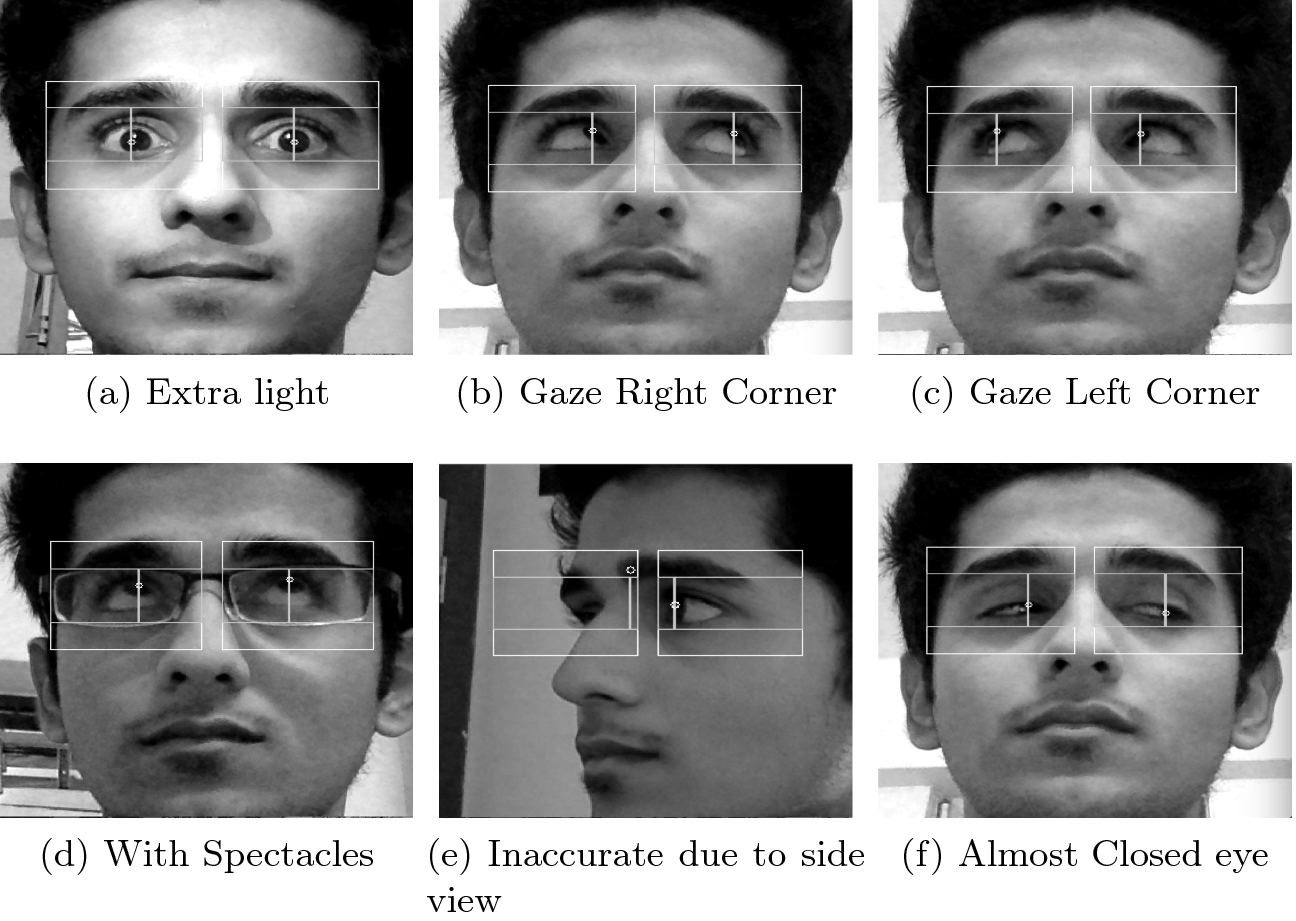 (a) Extra light
(b) Gaze Right Corner
(c) Gaze Left Corner
(d) With Spectacles
(e) Inaccurate due to side
view
(f) Almost Closed eye